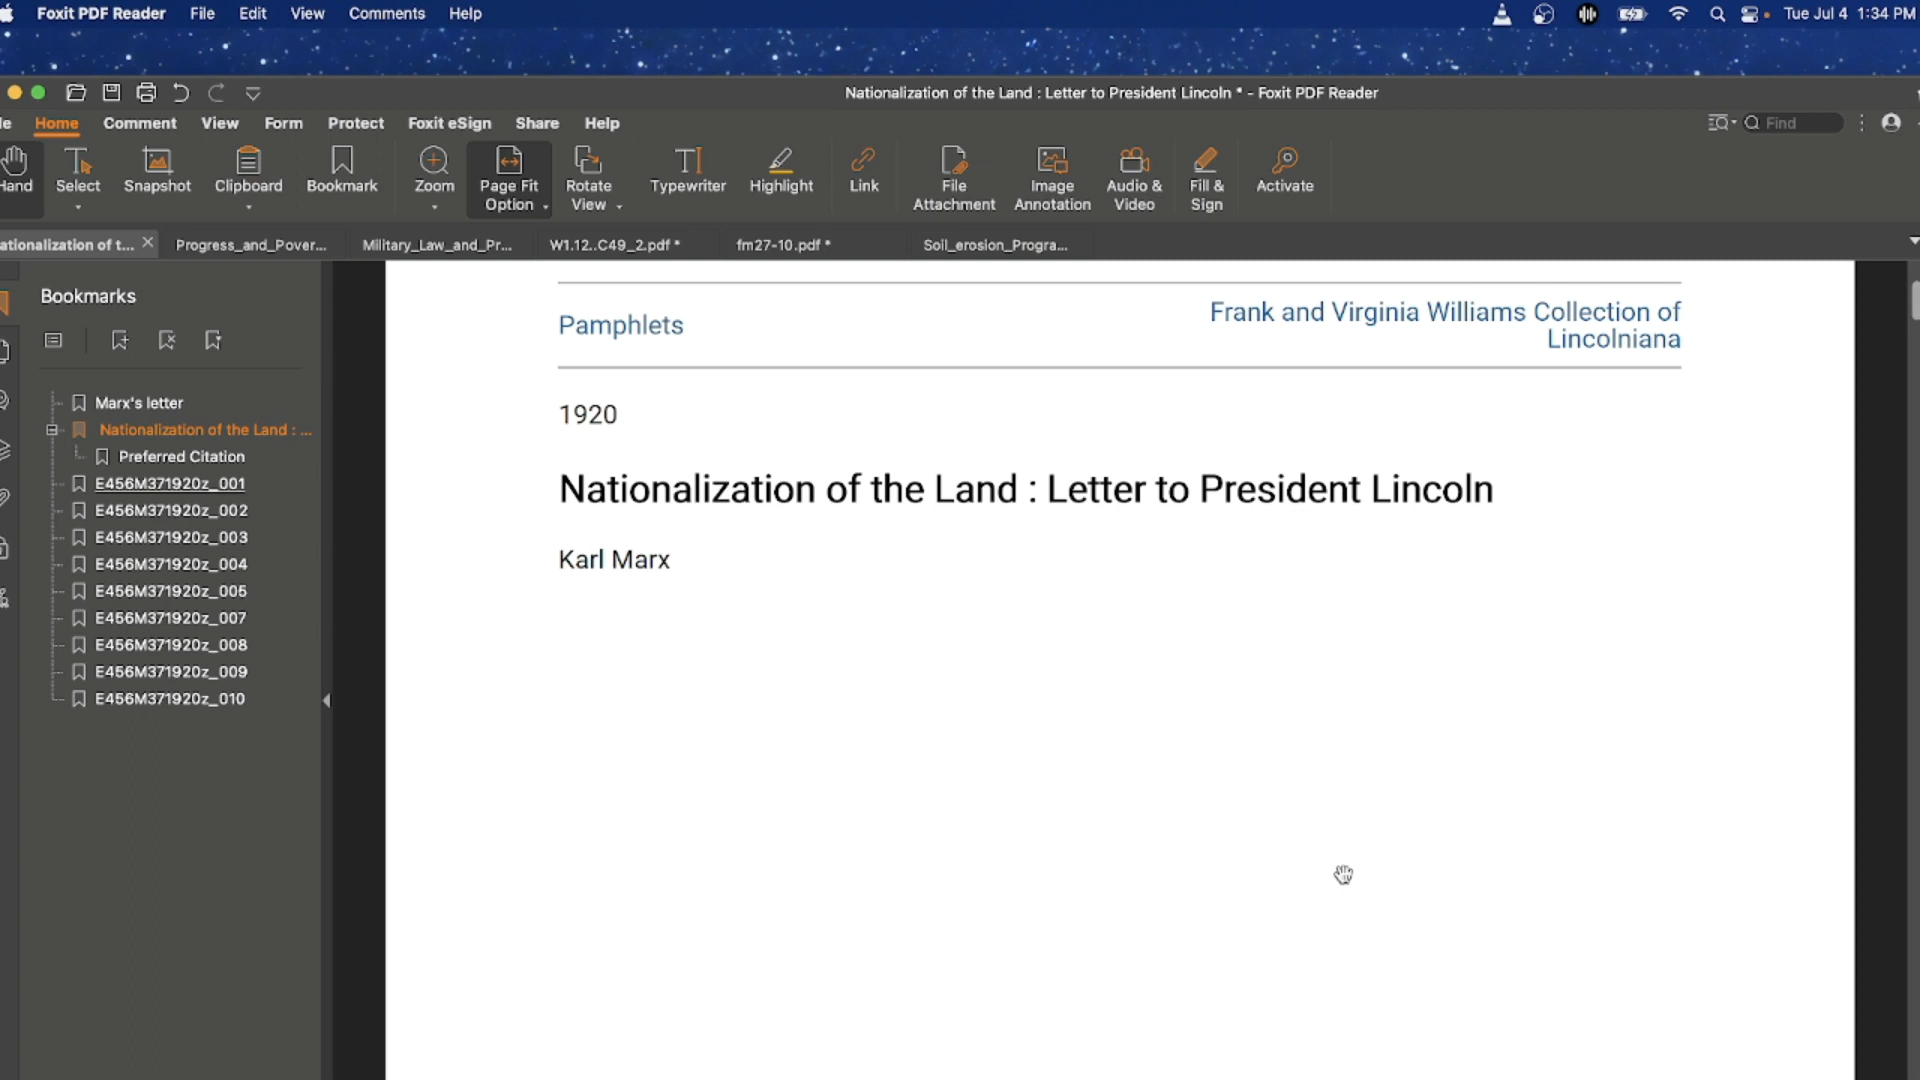 Foxit PDF Reader File Edit View Comments Help Tue Jul 4 1:34 PM
Nationalization of the Land : Letter to President Lincoln * - Foxit PDF Reader
Home Comment View Form Protect Foxit eSign Share Help Find
Hand Select Snapshot Clipboard Bookmark Zoom Page Fit Option Rotate View Typewriter Highlight Link File Attachment Image Annotation Audio & Video Fill & Sign Activate
ationalization of t... Progress_and_Pover... Military_Law_and_Pr... W1.12..C49_2.pdf * fm27-10.pdf * Soil_erosion_Progra...
Bookmarks
Marx's letter
Nationalization of the Land : ...
Preferred Citation
E456M371920z_001
E456M371920z_002
E456M371920z_003
E456M371920z_004
E456M371920z_005
E456M371920z_007
E456M371920z_008
E456M371920z_009
E456M371920z_010
Pamphlets
Frank and Virginia Williams Collection of
Lincolniana
1920
Nationalization of the Land : Letter to President Lincoln
Karl Marx